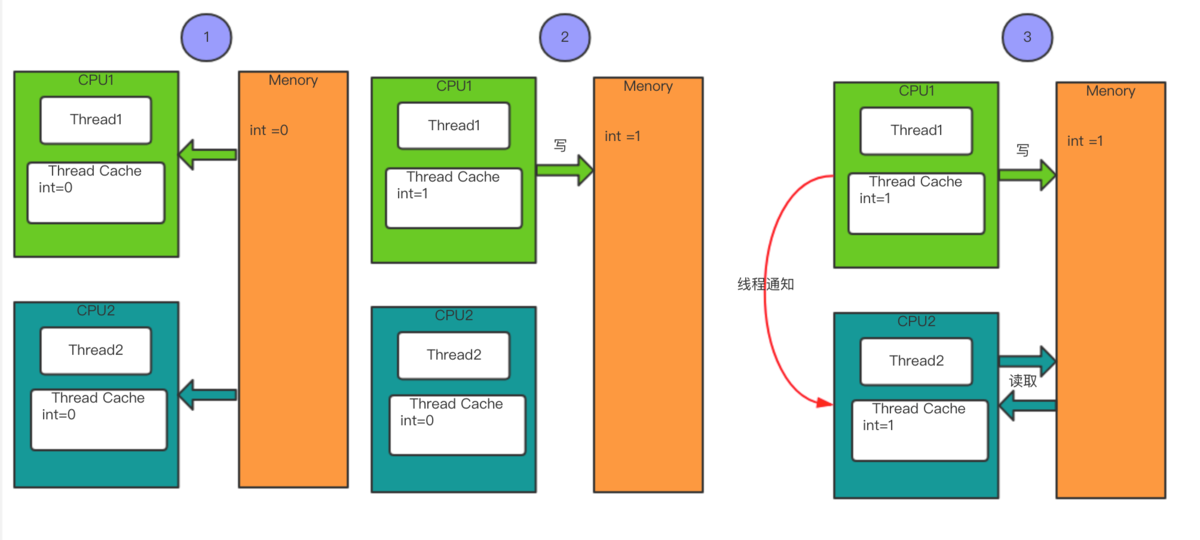 1
CPU1
Thread1
Thread Cache
int=0
Menory
int =0
CPU2
Thread2
Thread Cache
int=0
2
CPU1
Thread1
Thread Cache
int=1
写
Menory
int =1
CPU2
Thread2
Thread Cache
int=0
3
CPU1
Thread1
Thread Cache
int=1
写
Menory
int =1
线程通知
CPU2
Thread2
Thread Cache
int=1
读取